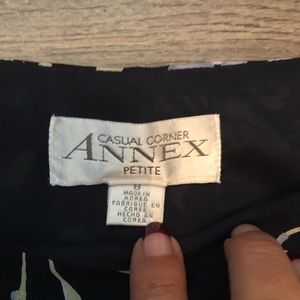 CASUAL CORNER
ANNEX
PETITE
8
MADE IN
KOREA
FABRIQUE EN
COREE
HECHO EN
COREA